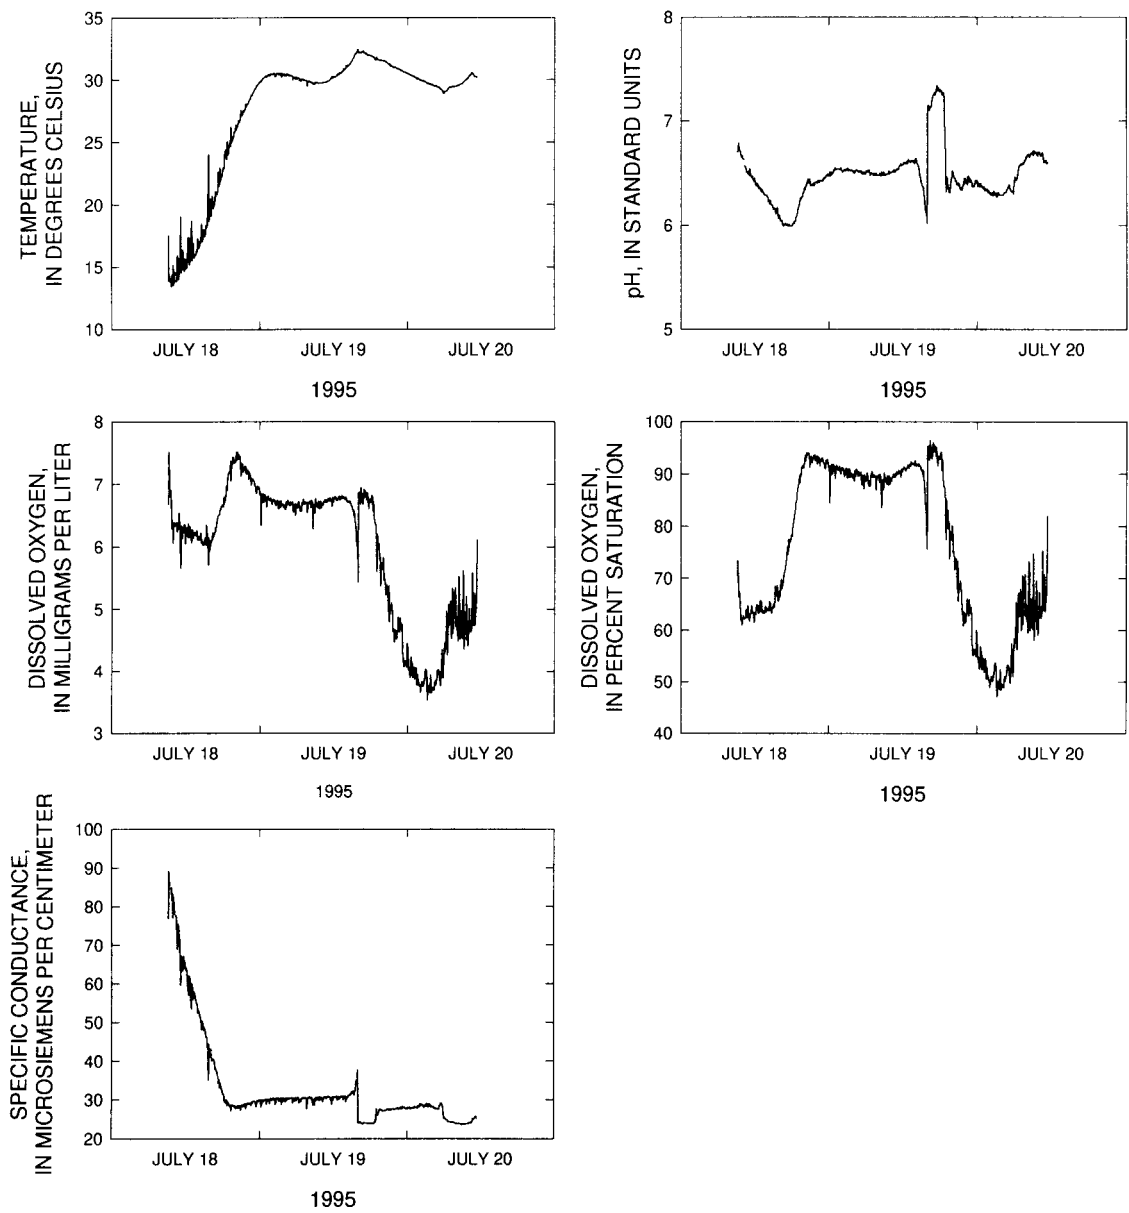 TEMPERATURE,
IN DEGREES CELSIUS
35
30
25
20
15
10
JULY 18 JULY 19 JULY 20
1995
pH, IN STANDARD UNITS
8
7
6
5
JULY 18 JULY 19 JULY 20
1995
DISSOLVED OXYGEN,
IN MILLIGRAMS PER LITER
8
7
6
5
4
3
JULY 18 JULY 19 JULY 20
1995
DISSOLVED OXYGEN,
IN PERCENT SATURATION
100
90
80
70
60
50
40
JULY 18 JULY 19 JULY 20
1995
SPECIFIC CONDUCTANCE,
IN MICROSIEMENS PER CENTIMETER
100
90
80
70
60
50
40
30
20
JULY 18 JULY 19 JULY 20
1995